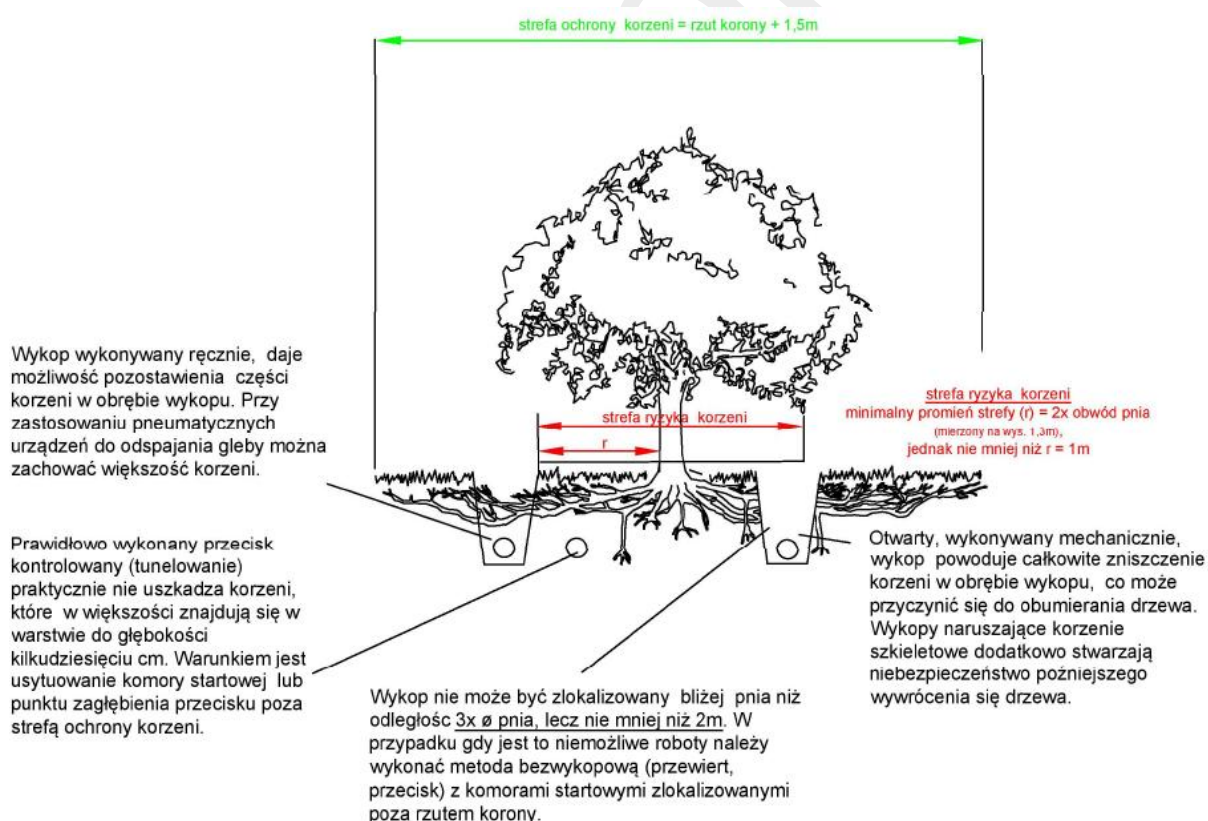 strefa ochrony korzeni = rzut korony + 1,5m
strefa ryzyka korzeni
r
strefa ryzyka korzeni
minimalny promień strefy (r) = 2x obwód pnia
(mierzony na wys. 1,3m),
jednak nie mniej niż r = 1m
Wykop wykonywany ręcznie, daje
możliwość pozostawienia części
korzeni w obrębie wykopu. Przy
zastosowaniu pneumatycznych
urządzeń do odspajania gleby można
zachować większość korzeni.
Prawidłowo wykonany przecisk
kontrolowany (tunelowanie)
praktycznie nie uszkadza korzeni,
które w większości znajdują się w
warstwie do głębokości
kilkudziesięciu cm. Warunkiem jest
usytuowanie komory startowej lub
punktu zagłębienia przecisku poza
strefą ochrony korzeni.
Wykop nie może być zlokalizowany bliżej pnia niż
odległośc 3x ø pnia, lecz nie mniej niż 2m. W
przypadku gdy jest to niemożliwe roboty należy
wykonać metoda bezwykopową (przewiert,
przecisk) z komorami startowymi zlokalizowanymi
poza rzutem korony.
Otwarty, wykonywany mechanicznie,
wykop powoduje całkowite zniszczenie
korzeni w obrębie wykopu, co może
przyczynić się do obumierania drzewa.
Wykopy naruszające korzenie
szkieletowe dodatkowo stwarzają
niebezpieczeństwo poźniejszego
wywrócenia się drzewa.